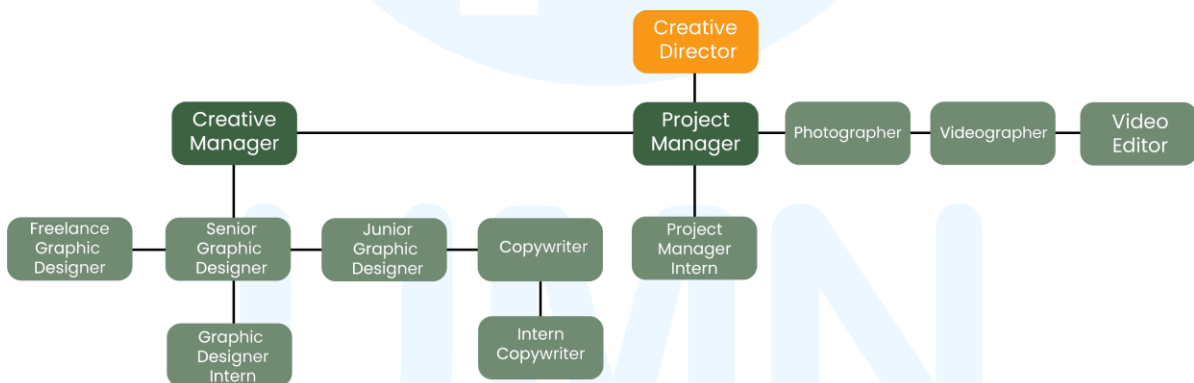 Creative
Director
Creative
Manager
Project
Manager
Photographer
Videographer
Video
Editor
Freelance
Graphic
Designer
Senior
Graphic
Designer
Junior
Graphic
Designer
Copywriter
Project
Manager
Intern
Graphic
Designer
Intern
Intern
Copywriter
UMN